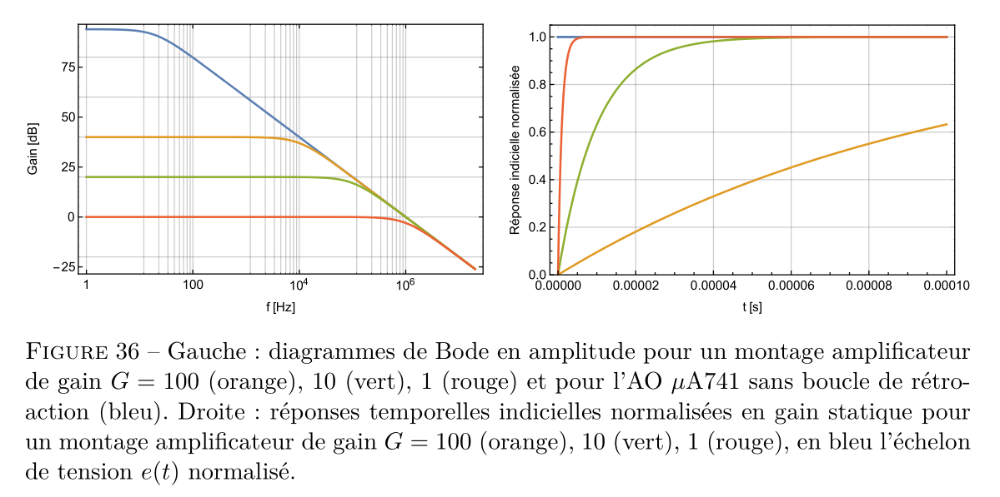 Gain [dB]
75
50
25
0
−25
1
100
10⁴
10⁶
f [Hz]
Réponse indicielle normalisée
1.0
0.8
0.6
0.4
0.2
0.0
0.00000
0.00002
0.00004
0.00006
0.00008
0.00010
t [s]
FIGURE 36 – Gauche : diagrammes de Bode en amplitude pour un montage amplificateur
de gain G = 100 (orange), 10 (vert), 1 (rouge) et pour l'AO μA741 sans boucle de rétro-
action (bleu). Droite : réponses temporelles indicielles normalisées en gain statique pour
un montage amplificateur de gain G = 100 (orange), 10 (vert), 1 (rouge), en bleu l'échelon
de tension e(t) normalisé.